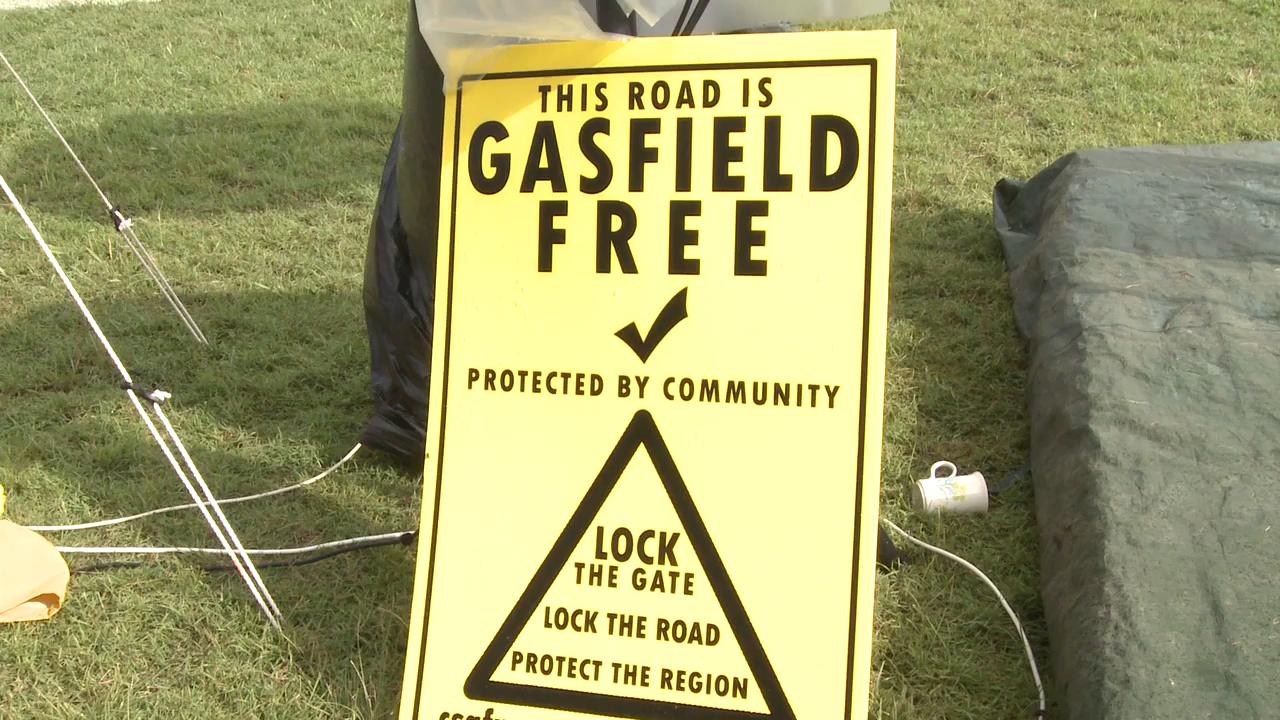 THIS ROAD IS
GASFIELD
FREE
PROTECTED BY COMMUNITY
LOCK
THE GATE
LOCK THE ROAD
PROTECT THE REGION